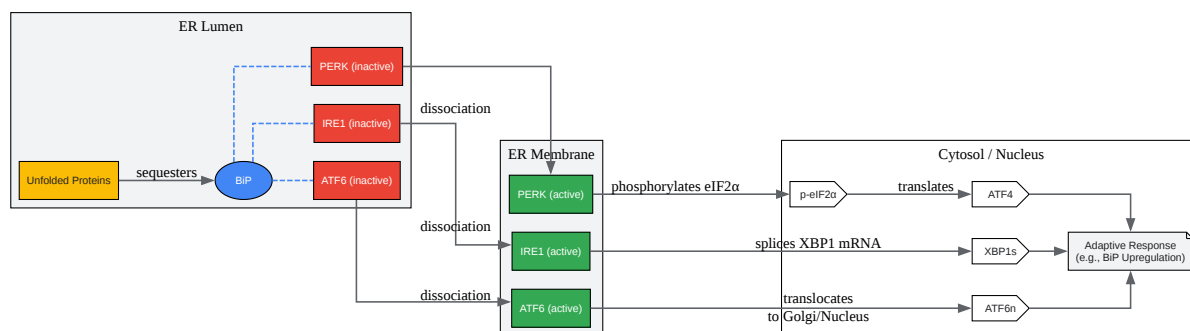 ER Lumen
PERK (inactive)
dissociation
IRE1 (inactive)
ER Membrane
Cytosol / Nucleus
Unfolded Proteins
sequesters
BiP
ATF6 (inactive)
PERK (active)
phosphorylates eIF2α
p-eIF2α
translates
ATF4
dissociation
IRE1 (active)
splices XBP1 mRNA
XBP1s
Adaptive Response
(e.g., BiP Upregulation)
dissociation
ATF6 (active)
translocates
to Golgi/Nucleus
ATF6n